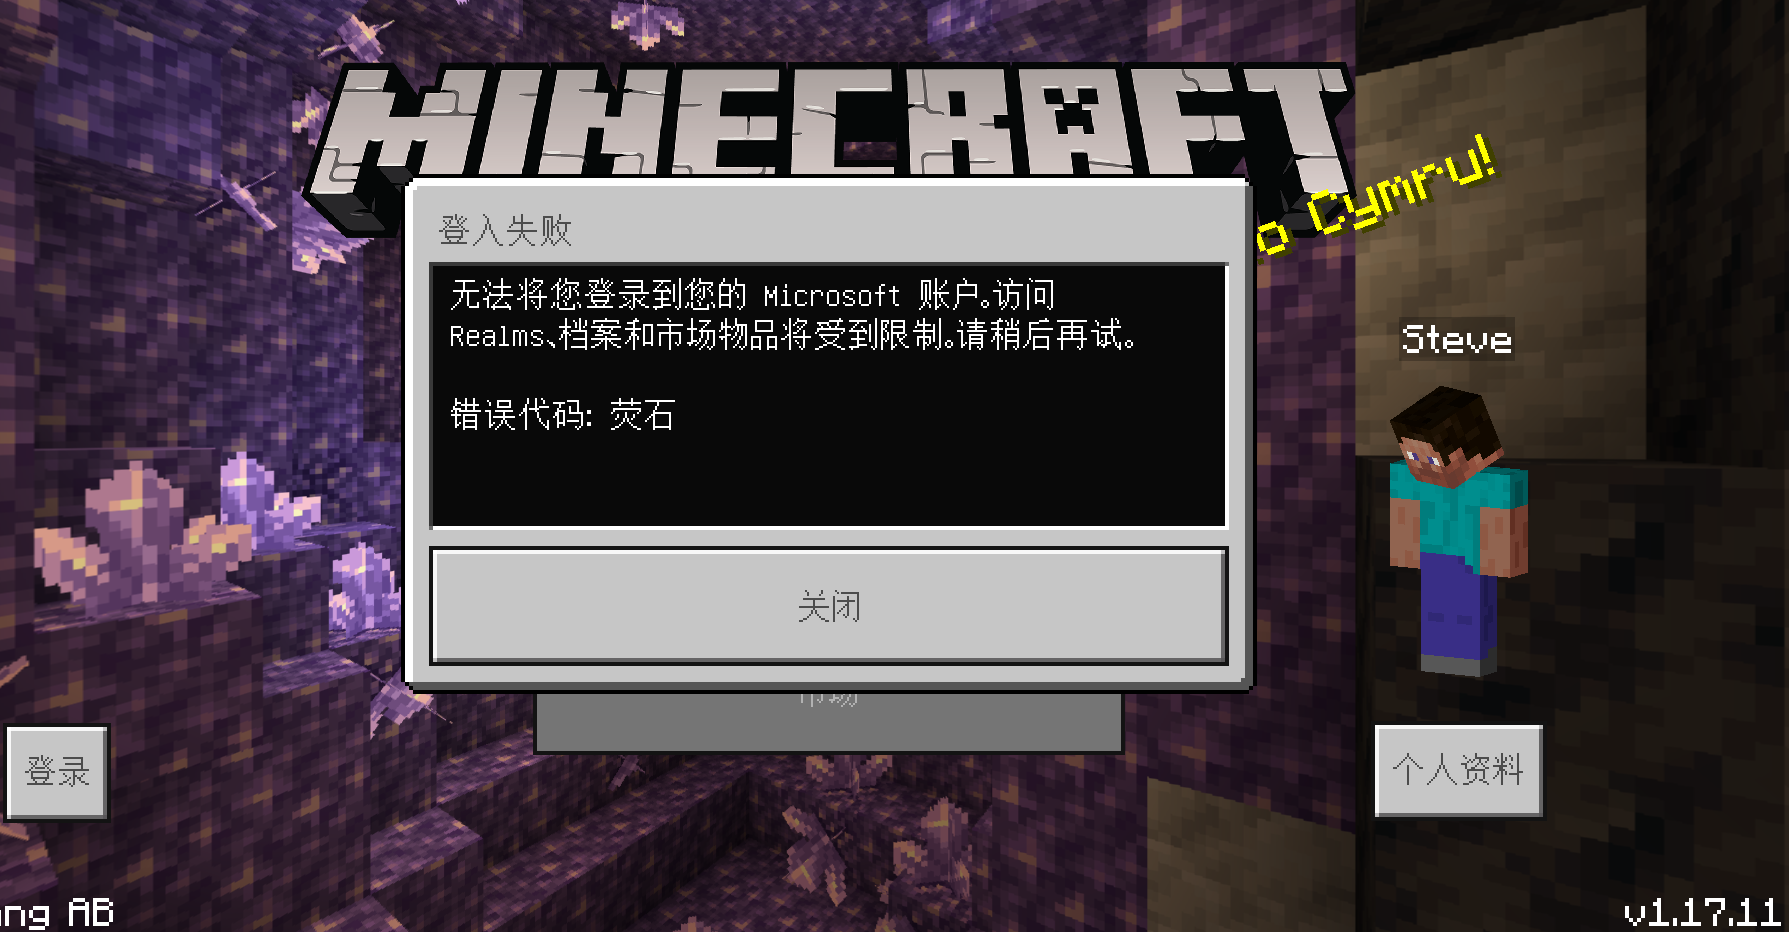 MINECRAFT
o Cymru!
登入失败
无法将您登录到您的 Microsoft 账户。访问
Realms、档案和市场物品将受到限制。请稍后再试。
错误代码: 荧石
关闭
市场
Steve
登录
个人资料
ng AB
v1.17.11